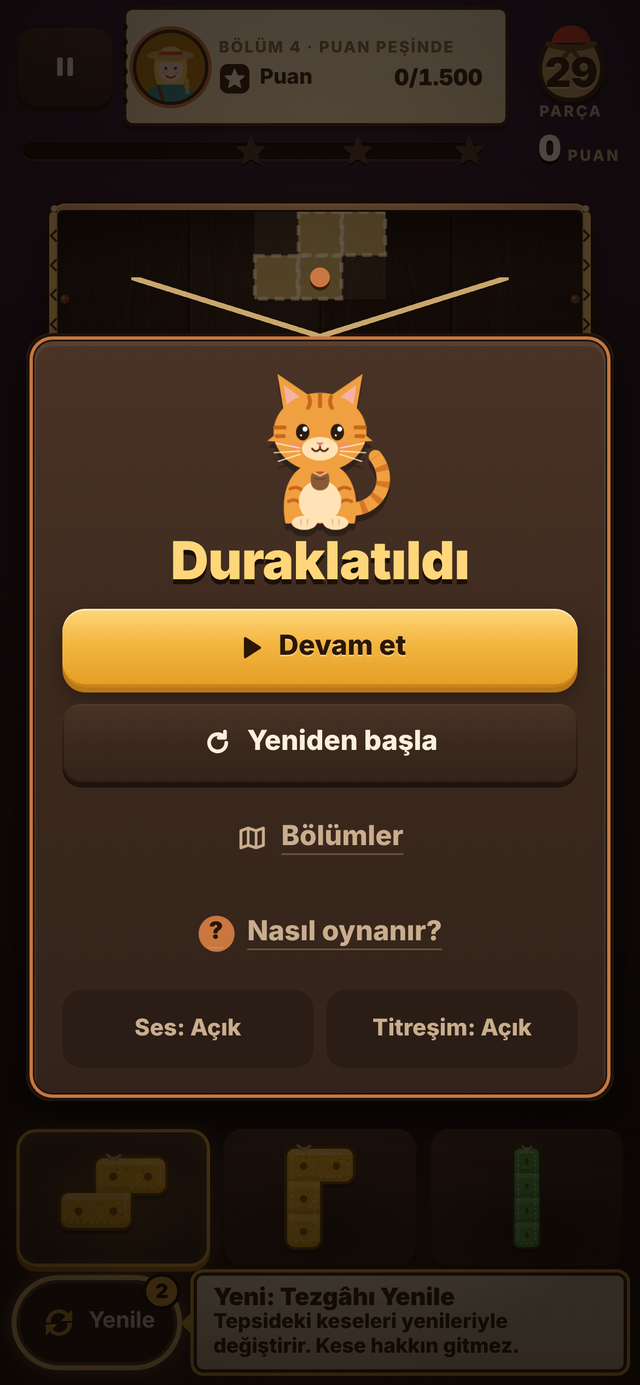 BÖLÜM 4 · PUAN PEŞİNDE
Puan 0/1.500
29
PARÇA
0 PUAN
Duraklatıldı
Devam et
Yeniden başla
Bölümler
? Nasıl oynanır?
Ses: Açık
Titreşim: Açık
2
Yenile
Yeni: Tezgâhı Yenile
Tepsideki keseleri yenileriyle
değiştirir. Kese hakkın gitmez.